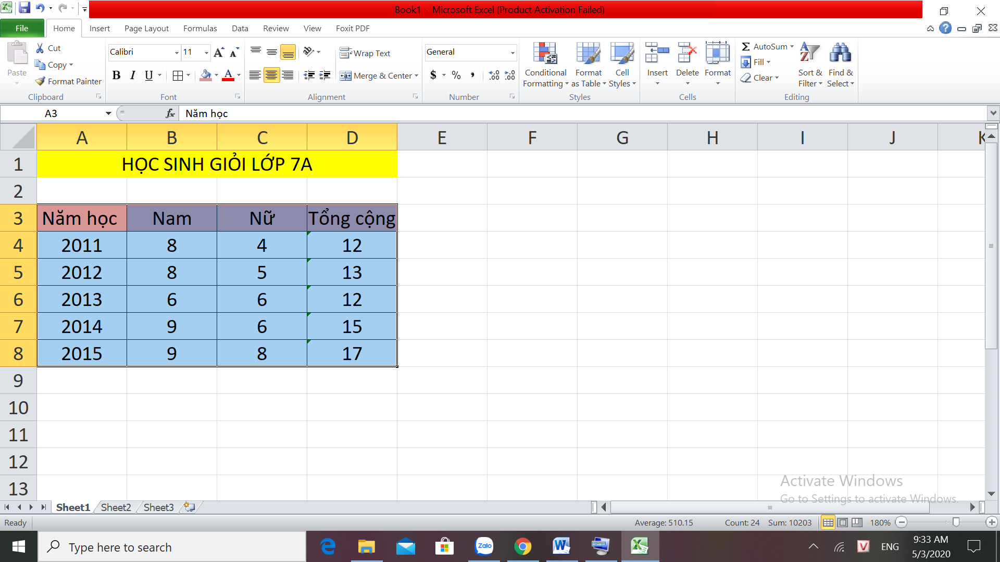 Book1 - Microsoft Excel (Product Activation Failed)
File Home Insert Page Layout Formulas Data Review View Foxit PDF
Paste Cut Copy Format Painter
Calibri 11
B I U A
Wrap Text
Merge & Center
General
$ % ,
Conditional Formatting Format as Table Cell Styles
Insert Delete Format
AutoSum Fill Clear
Sort & Filter Find & Select
Clipboard Font Alignment Number Styles Cells Editing
A3 fx Năm học
A B C D E F G H I J K
1 HỌC SINH GIỎI LỚP 7A
2
3 Năm học Nam Nữ Tổng cộng
4 2011 8 4 12
5 2012 8 5 13
6 2013 6 6 12
7 2014 9 6 15
8 2015 9 8 17
9
10
11
12
13
Activate Windows
Go to Settings to activate Windows.
Sheet1 Sheet2 Sheet3
Ready Average: 510.15 Count: 24 Sum: 10203 180%
Type here to search
Zalo
ENG
9:33 AM
5/3/2020